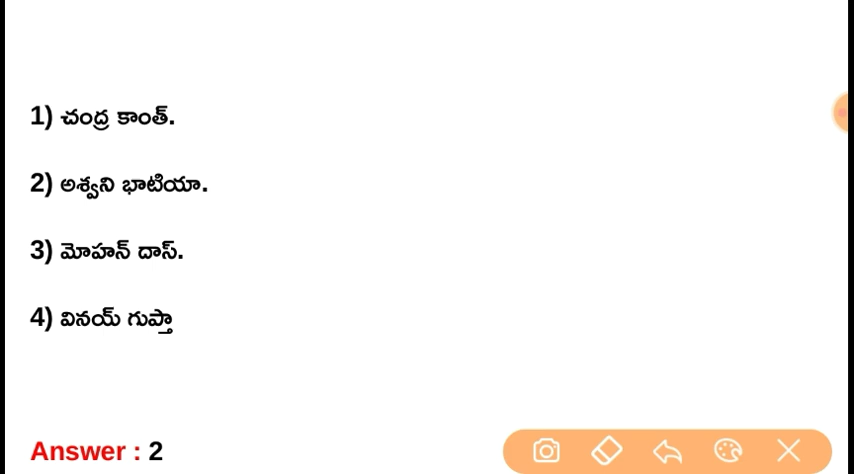 1) చంద్ర కాంత్.
2) అశ్వని భాటియా.
3) మోహన్ దాస్.
4) వినయ్ గుప్తా
Answer : 2